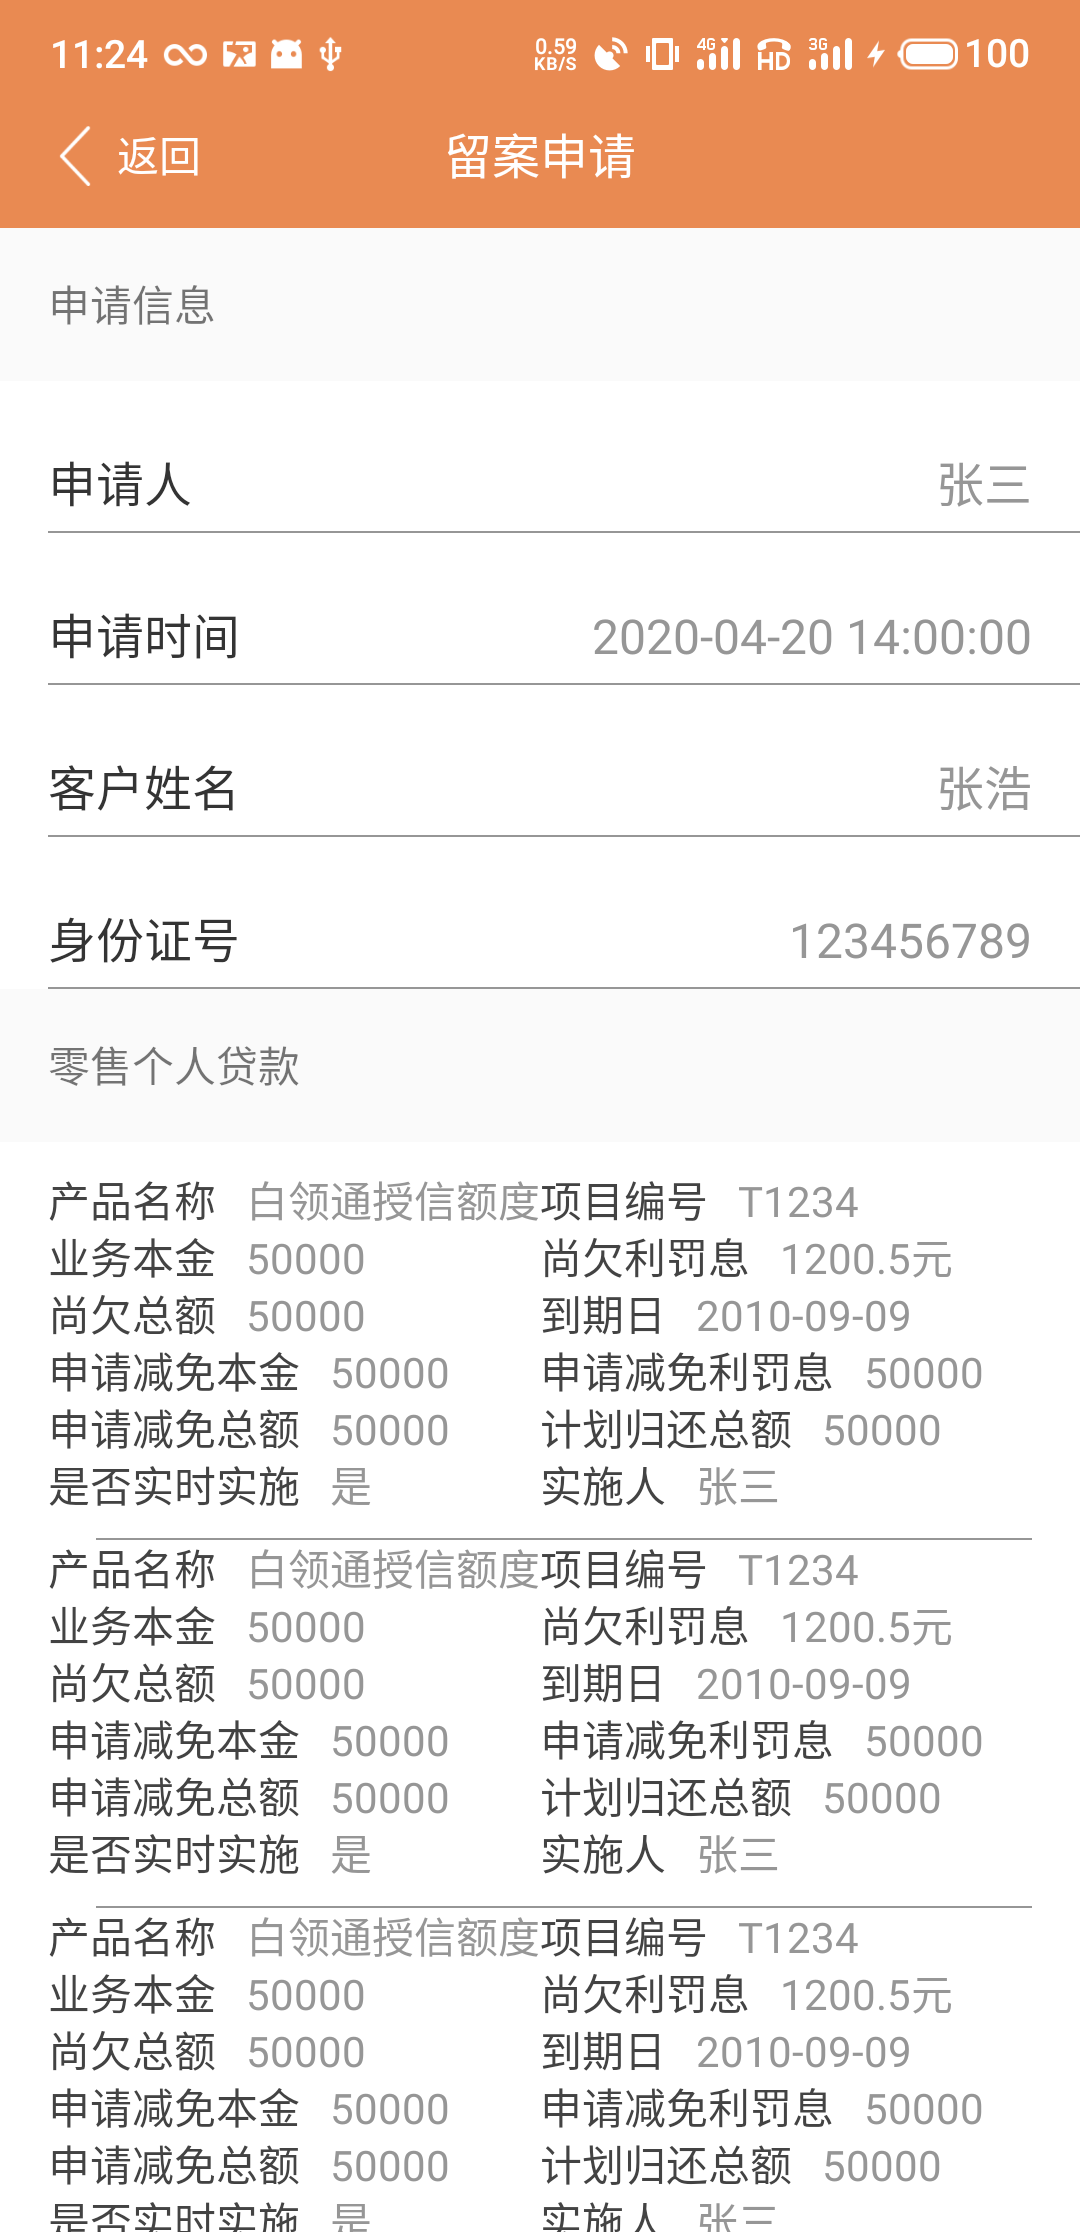 11:24 0.59 KB/S 4G HD 3G 100
返回 留案申请
申请信息
申请人 张三
申请时间 2020-04-20 14:00:00
客户姓名 张浩
身份证号 123456789
零售个人贷款
产品名称 白领通授信额度 项目编号 T1234
业务本金 50000 尚欠利罚息 1200.5元
尚欠总额 50000 到期日 2010-09-09
申请减免本金 50000 申请减免利罚息 50000
申请减免总额 50000 计划归还总额 50000
是否实时实施 是 实施人 张三
产品名称 白领通授信额度 项目编号 T1234
业务本金 50000 尚欠利罚息 1200.5元
尚欠总额 50000 到期日 2010-09-09
申请减免本金 50000 申请减免利罚息 50000
申请减免总额 50000 计划归还总额 50000
是否实时实施 是 实施人 张三
产品名称 白领通授信额度 项目编号 T1234
业务本金 50000 尚欠利罚息 1200.5元
尚欠总额 50000 到期日 2010-09-09
申请减免本金 50000 申请减免利罚息 50000
申请减免总额 50000 计划归还总额 50000
是否实时实施 是 实施人 张三